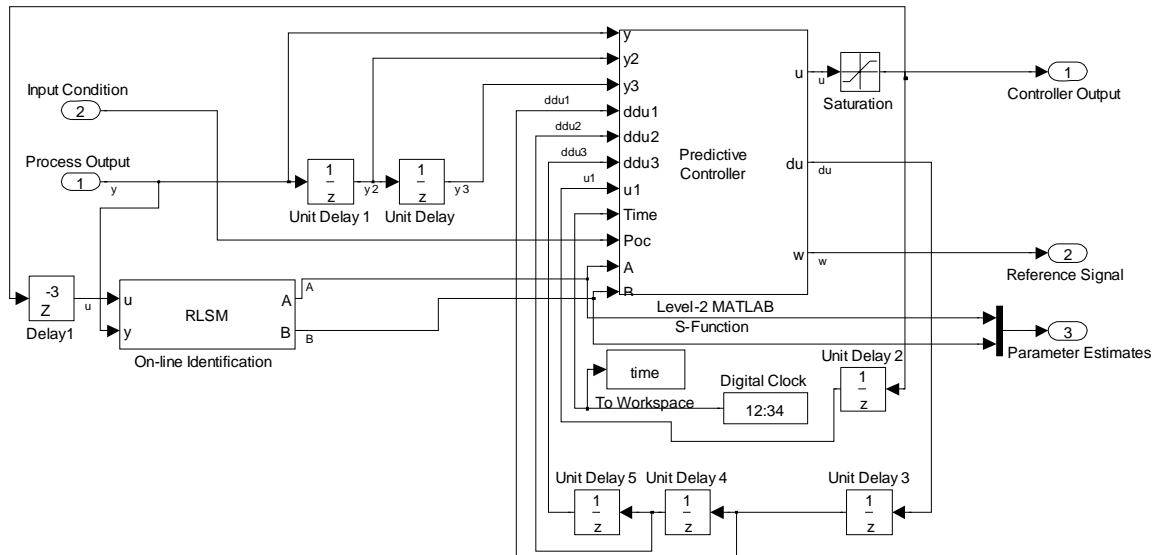 y
y2
y3
ddu1
ddu2
ddu3
u1
Time
Poc
A
B
Predictive
Controller
u
du
w
Level-2 MATLAB
S-Function
ddu1
ddu2
ddu3
u1
Input Condition
2
Process Output
1
y
1
z
Unit Delay 1
y2
1
z
Unit Delay
y3
u
Saturation
1
Controller Output
du
w
2
Reference Signal
-3
Z
Delay1
u
u
y
RLSM
A
B
On-line Identification
A
B
3
Parameter Estimates
time
To Workspace
Digital Clock
12:34
Unit Delay 2
1
z
Unit Delay 5
1
z
Unit Delay 4
1
z
Unit Delay 3
1
z